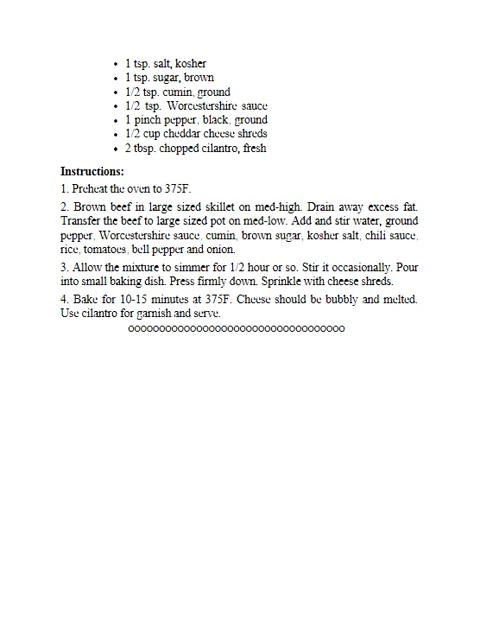 • 1 tsp. salt, kosher
• 1 tsp. sugar, brown
• 1/2 tsp. cumin, ground
• 1/2 tsp. Worcestershire sauce
• 1 pinch pepper, black, ground
• 1/2 cup cheddar cheese shreds
• 2 tbsp. chopped cilantro, fresh
Instructions:
1. Preheat the oven to 375F.
2. Brown beef in large sized skillet on med-high. Drain away excess fat.
Transfer the beef to large sized pot on med-low. Add and stir water, ground
pepper, Worcestershire sauce, cumin, brown sugar, kosher salt, chili sauce,
rice, tomatoes, bell pepper and onion.
3. Allow the mixture to simmer for 1/2 hour or so. Stir it occasionally. Pour
into small baking dish. Press firmly down. Sprinkle with cheese shreds.
4. Bake for 10-15 minutes at 375F. Cheese should be bubbly and melted.
Use cilantro for garnish and serve.
ooooooooooooooooooooooooooooooooooo